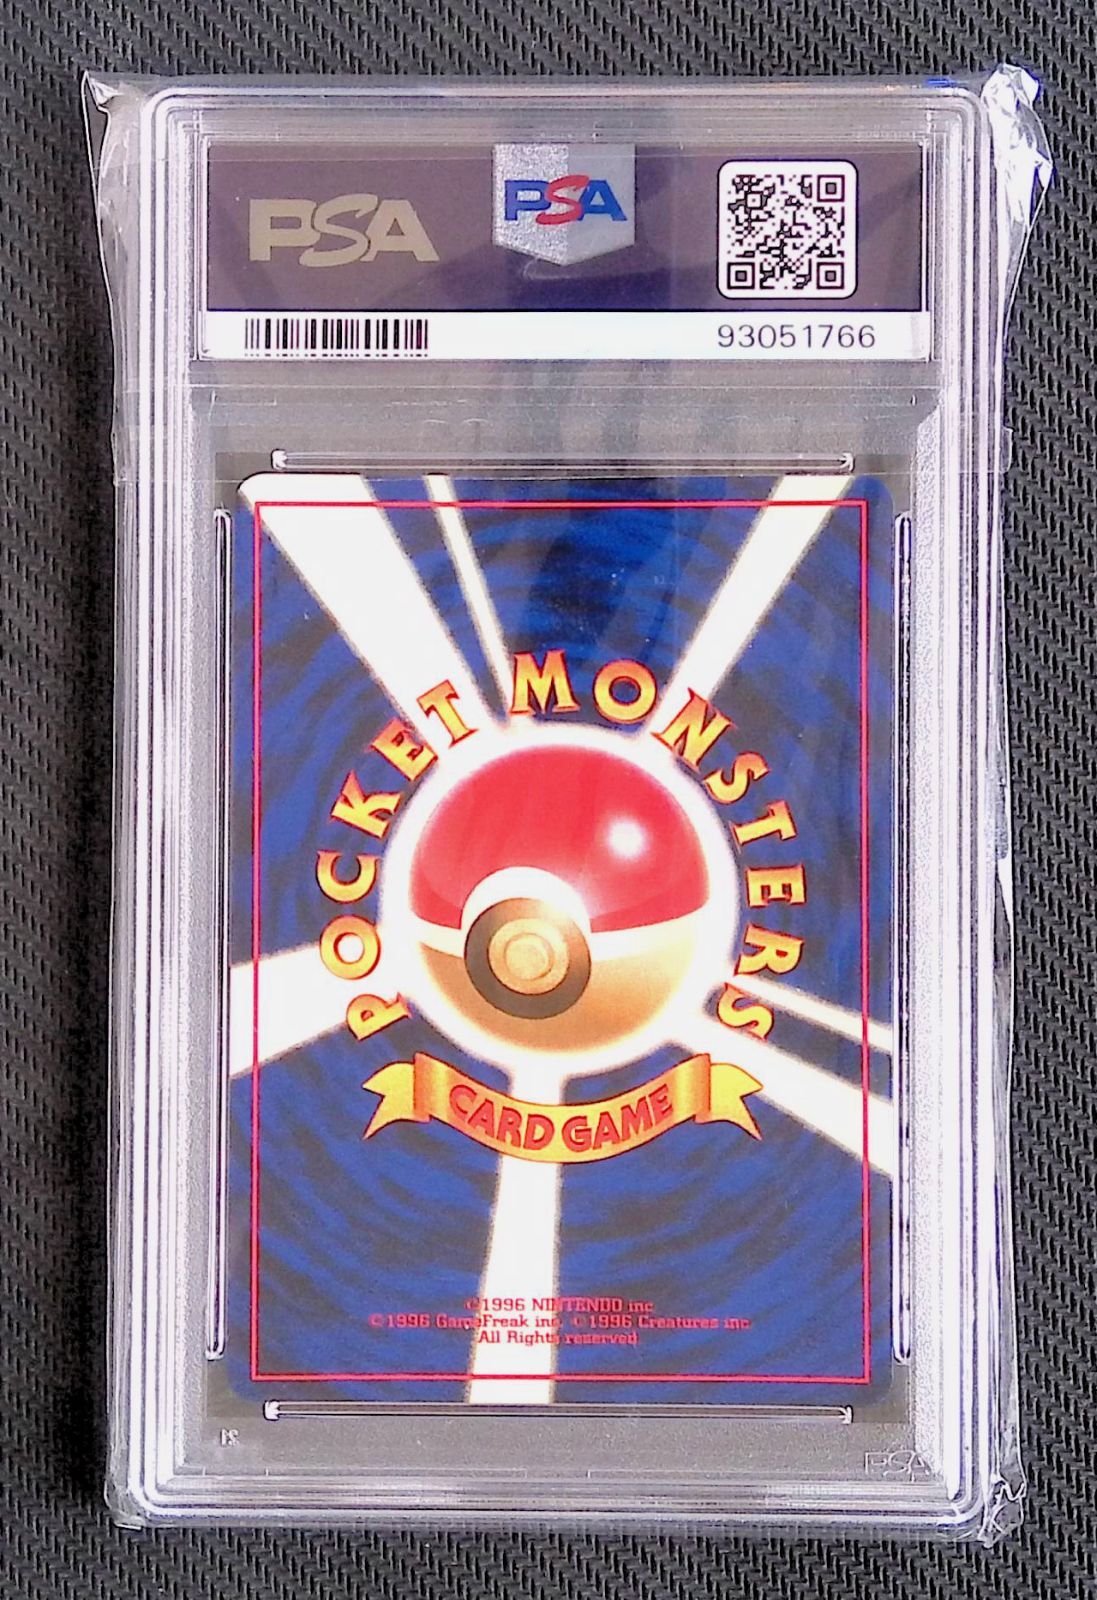 PSA
PSA
93051766
POCKET MONSTERS
CARD GAME
©1996 NINTENDO inc
©1996 GameFreak inc. ©1996 Creatures inc
All Rights reserved
PSA